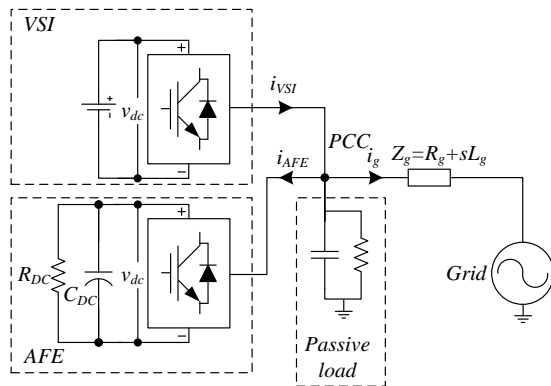 VSI
+
+
v_dc
−
i_VSI
PCC
i_AFE
i_g
Z_g=R_g+sL_g
+
R_DC
C_DC
v_dc
−
AFE
Grid
Passive
load